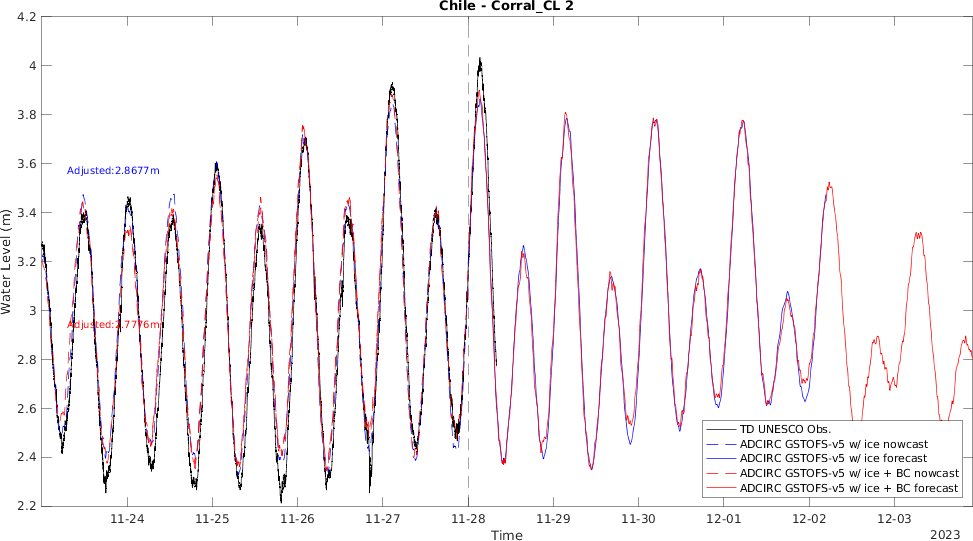 Chile - Corral_CL 2
4.2
4
3.8
3.6
3.4
3.2
3
2.8
2.6
2.4
2.2
Water Level (m)
Adjusted:2.8677m
Adjusted:2.7776m
TD UNESCO Obs.
ADCIRC GSTOFS-v5 w/ ice nowcast
ADCIRC GSTOFS-v5 w/ ice forecast
ADCIRC GSTOFS-v5 w/ ice + BC nowcast
ADCIRC GSTOFS-v5 w/ ice + BC forecast
11-24
11-25
11-26
11-27
11-28
11-29
11-30
12-01
12-02
12-03
Time
2023